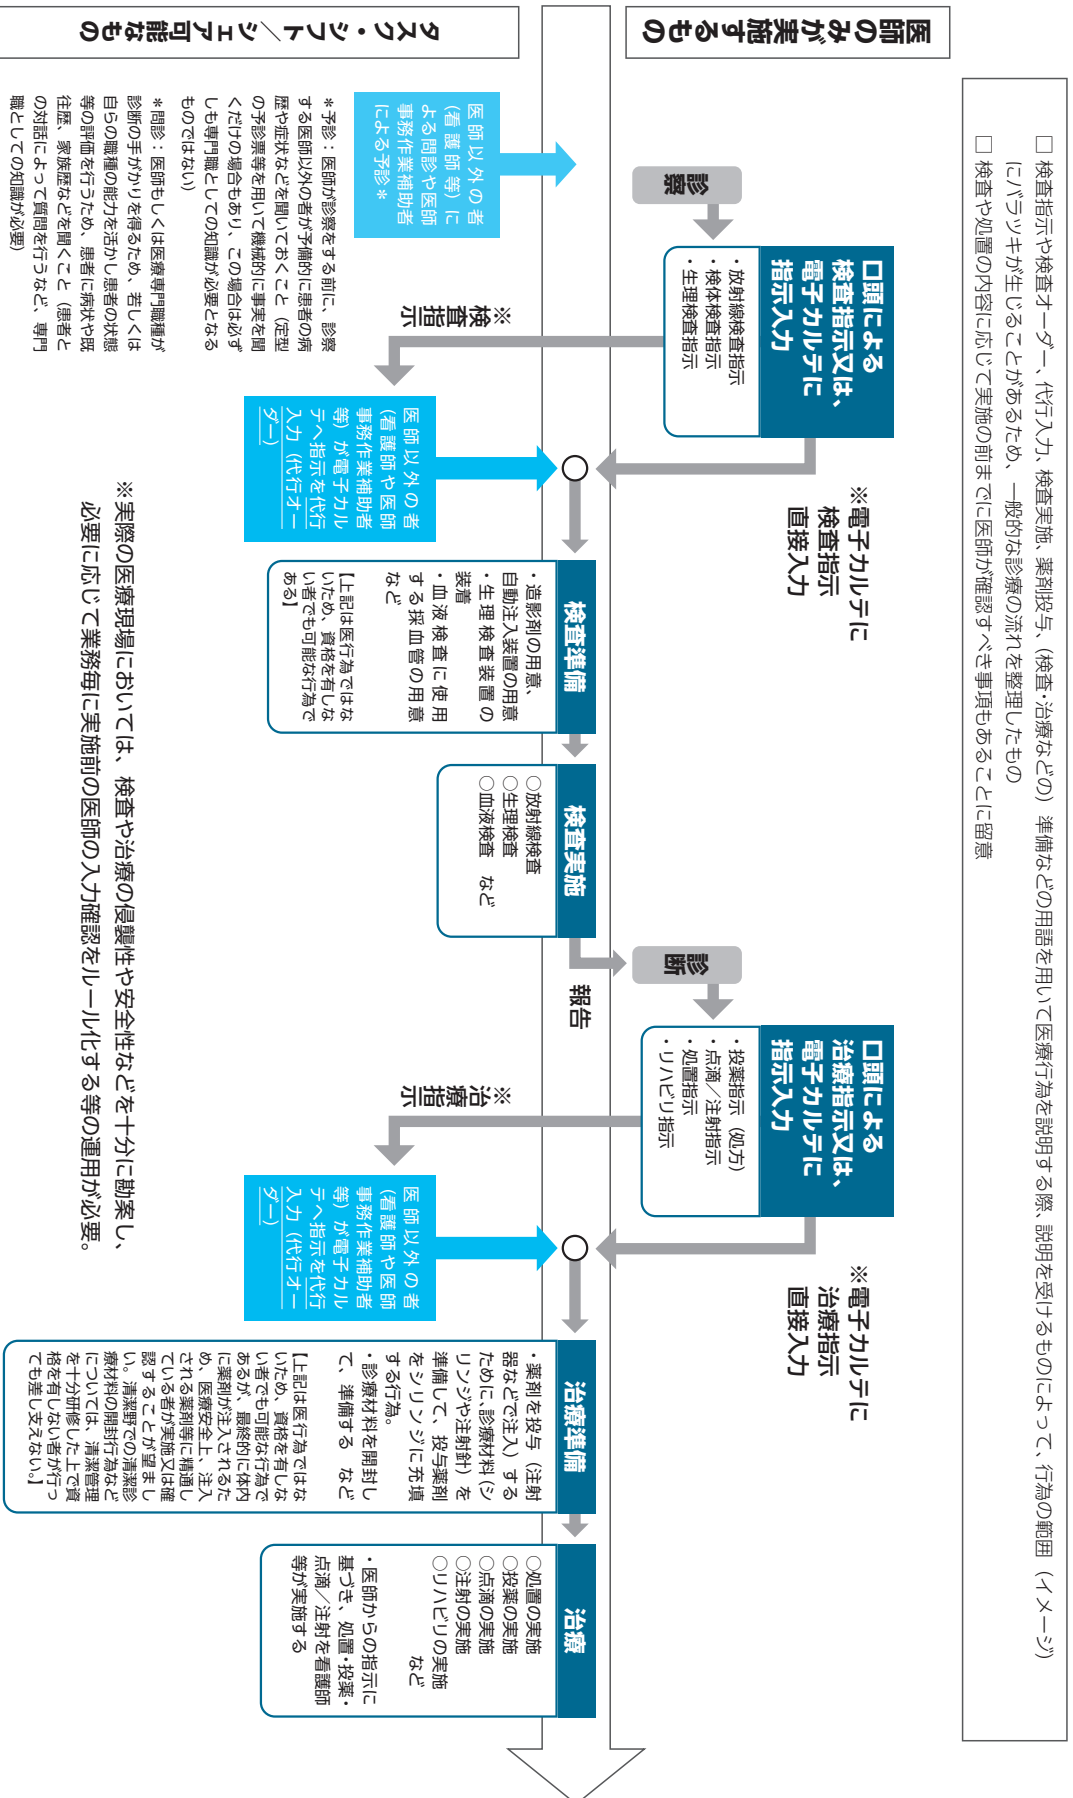 □ 検査指示や検査オーダー、代行入力、検査実施、薬剤投与、(検査・治療などの)準備などの用語を用いて医療行為を説明する際、説明を受けるものによって、行為の範囲(イメージ)
にバラツキが生じることがあるため、一般的な診療の流れを整理したもの
□ 検査や処置の内容に応じて実施の前までに医師が確認すべき事項もあることに留意
医師のみが実施するもの
診察
口頭による
検査指示又は、
電子カルテに
指示入力
・放射線検査指示
・検体検査指示
・生理検査指示
※電子カルテに
検査指示
直接入力
診断
口頭による
治療指示又は、
電子カルテに
指示入力
・投薬指示(処方)
・点滴/注射指示
・処置指示
・リハビリ指示
※電子カルテに
治療指示
直接入力
タスク・シフト/シェア可能なもの
医師以外の者
(看護師等)に
よる問診や医師
事務作業補助者
による予診*
※検査指示
医師以外の者
(看護師や医師
事務作業補助者
等)が電子カル
テへ指示を代行
入力(代行オー
ダー)
検査準備
・造影剤の用意、
自動注入装置の用意
・生理検査装置の
装着
・血液検査に使用
する採血管の用意
など
【上記は医行為ではな
いため、資格を有しな
い者でも可能な行為で
ある】
検査実施
○放射線検査
○生理検査
○血液検査 など
報告
※治療指示
医師以外の者
(看護師や医師
事務作業補助者
等)が電子カル
テへ指示を代行
入力(代行オー
ダー)
治療準備
・薬剤を投与(注射
器などで注入)する
ために、診療材料(シ
リンジや注射針)を
準備して、投与薬剤
をシリンジに充填
する行為。
・診療材料を開封し
て、準備する など
【上記は医行為ではな
いため、資格を有しな
い者でも可能な行為で
あるが、最終的に体内
に薬剤が注入されるた
め、医療安全上、注入
される薬剤等に精通し
ている者が実施又は確
認することが望まし
い。清潔野での清潔診
療材料の開封行為など
については、清潔管理
を十分研修した上で資
格を有しない者が行っ
ても差し支えない。】
治療
○処置の実施
○投薬の実施
○点滴の実施
○注射の実施
○リハビリの実施
など
・医師からの指示に
基づき、処置・投薬・
点滴/注射を看護師
等が実施する
*予診:医師が診察をする前に、診察
する医師以外の者が予備的に患者の病
歴や症状などを聞いておくこと(定型
の予診票等を用いて機械的に事実を聞
くだけの場合もあり、この場合は必ず
しも専門職としての知識が必要となる
ものではない)
*問診:医師もしくは医療専門職種が
診断の手がかりを得るため、若しくは
自らの職種の能力を活かし患者の状態
等の評価を行うため、患者に病状や既
往歴、家族歴などを聞くこと(患者と
の対話によって質問を行うなど、専門
職としての知識が必要)
※実際の医療現場においては、検査や治療の侵襲性や安全性などを十分に勘案し、
必要に応じて業務毎に実施前の医師の入力確認をルール化する等の運用が必要。